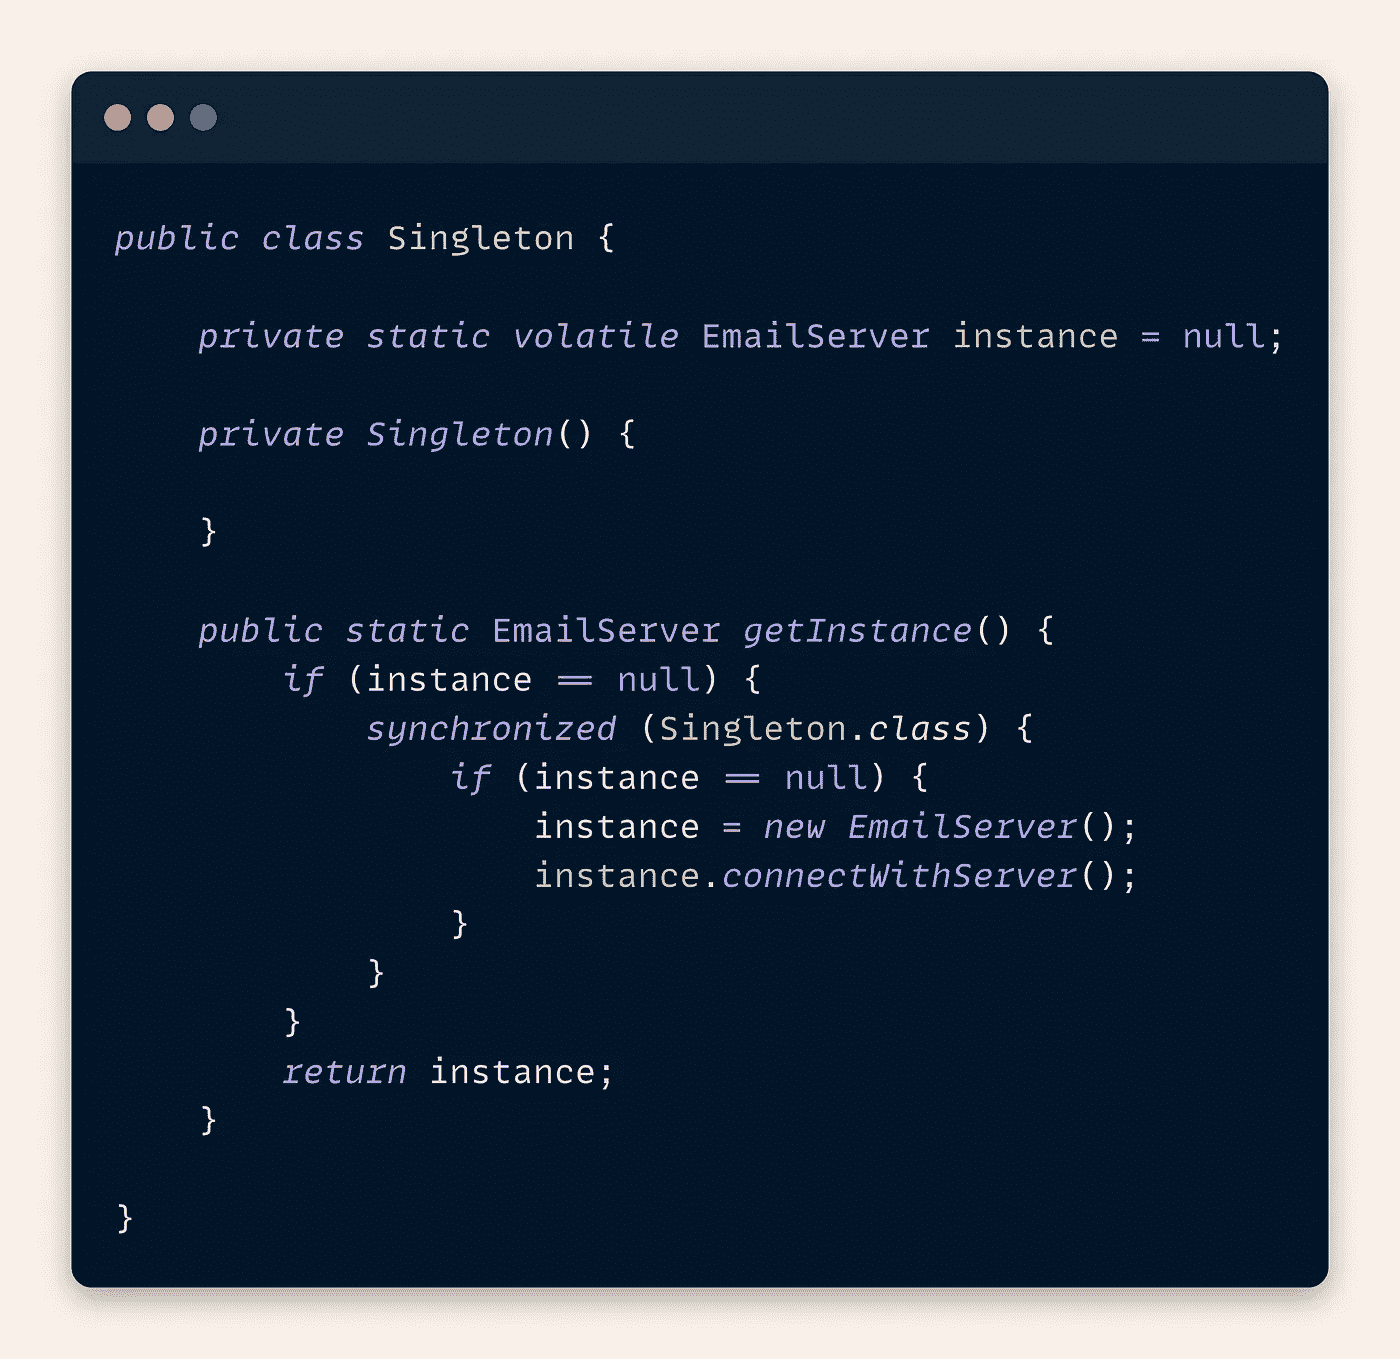 public class Singleton {
    private static volatile EmailServer instance = null;
    private Singleton() {
    }
    public static EmailServer getInstance() {
        if (instance == null) {
            synchronized (Singleton.class) {
                if (instance == null) {
                    instance = new EmailServer();
                    instance.connectWithServer();
                }
            }
        }
        return instance;
    }
}